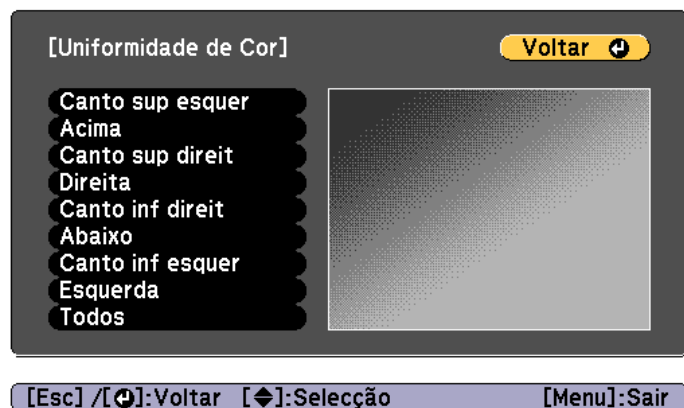 [Uniformidade de Cor]
Voltar
Canto sup esquer
Acima
Canto sup direit
Direita
Canto inf direit
Abaixo
Canto inf esquer
Esquerda
Todos
[Esc] /[⏎]:Voltar [◆]:Selecção [Menu]:Sair